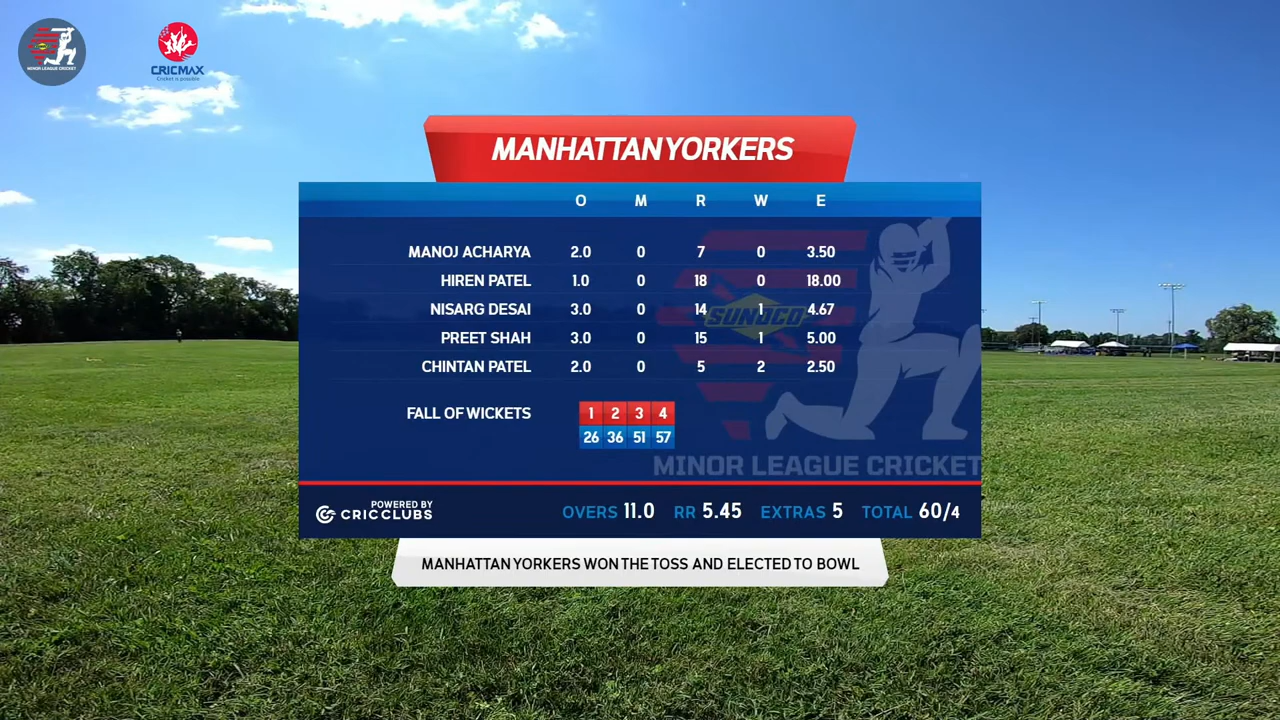 MINOR LEAGUE CRICKET
CRICMAX
Cricket is possible
MANHATTAN YORKERS
O M R W E
MANOJ ACHARYA 2.0 0 7 0 3.50
HIREN PATEL 1.0 0 18 0 18.00
NISARG DESAI 3.0 0 14 1 4.67
PREET SHAH 3.0 0 15 1 5.00
CHINTAN PATEL 2.0 0 5 2 2.50
SUNOCO
FALL OF WICKETS 1 2 3 4
26 36 51 57
MINOR LEAGUE CRICKET
POWERED BY
CRICCLUBS
OVERS 11.0 RR 5.45 EXTRAS 5 TOTAL 60/4
MANHATTAN YORKERS WON THE TOSS AND ELECTED TO BOWL